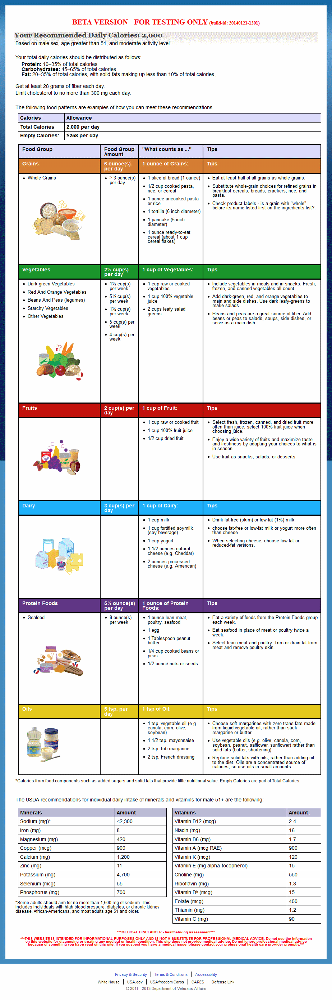 BETA VERSION - FOR TESTING ONLY (build-id: 20140121-1301)
Your Recommended Daily Calories: 2,000
Based on male sex, age greater than 51, and moderate activity level.
Your total daily calories should be distributed as follows:
Protein: 10–35% of total calories
Carbohydrates: 45–65% of total calories
Fat: 20–35% of total calories, with solid fats making up less than 10% of total calories
Get at least 28 grams of fiber each day.
Limit cholesterol to no more than 300 mg each day.
The following food patterns are examples of how you can meet these recommendations.
Calories Allowance
Total Calories 2,000 per day
Empty Calories* ≤258 per day
Food Group
Food Group
Amount
"What counts as ..."
Tips
Grains
6 ounce(s)
per day
1 ounce of Grains:
Tips
• Whole Grains
• ≥ 3 ounce(s)
per day
• 1 slice of bread (1 ounce)
• 1/2 cup cooked pasta,
rice, or cereal
• 1 ounce uncooked pasta
or rice
• 1 tortilla (6 inch diameter)
• 1 pancake (5 inch
diameter)
• 1 ounce ready-to-eat
cereal (about 1 cup
cereal flakes)
• Eat at least half of all grains as whole grains.
• Substitute whole-grain choices for refined grains in
breakfast cereals, breads, crackers, rice, and
pasta.
• Check product labels - is a grain with "whole"
before its name listed first on the ingredients list?.
Vegetables
2½ cup(s)
per day
1 cup of Vegetables:
Tips
• Dark-green Vegetables
• Red And Orange Vegetables
• Beans And Peas (legumes)
• Starchy Vegetables
• Other Vegetables
• 1½ cup(s)
per week
• 5½ cup(s)
per week
• 1½ cup(s)
per week
• 5 cup(s) per
week
• 4 cup(s) per
week
• 1 cup raw or cooked
vegetables
• 1 cup 100% vegetable
juice
• 2 cups leafy salad
greens
• Include vegetables in meals and in snacks. Fresh,
frozen, and canned vegetables all count.
• Add dark-green, red, and orange vegetables to
main and side dishes. Use dark leafy-greens to
make salads.
• Beans and peas are a great source of fiber. Add
beans or peas to salads, soups, side dishes, or
serve as a main dish.
Fruits
2 cup(s) per
day
1 cup of Fruit:
Tips
RAISINS
PEACHES
• 1 cup raw or cooked fruit
• 1 cup 100% fruit juice
• 1/2 cup dried fruit
• Select fresh, frozen, canned, and dried fruit more
often than juice; select 100% fruit juice when
choosing juice.
• Enjoy a wide variety of fruits and maximize taste
and freshness by adapting your choices to what is
in season.
• Use fruit as snacks, salads, or desserts
Dairy
3 cup(s) per
day
1 cup of Dairy:
Tips
MILK
MILK
• 1 cup milk
• 1 cup fortified soymilk
(soy beverage)
• 1 cup yogurt
• 1 1/2 ounces natural
cheese (e.g. Cheddar)
• 2 ounces processed
cheese (e.g. American)
• Drink fat-free (skim) or low-fat (1%) milk.
• choose fat-free or low-fat milk or yogurt more often
than cheese.
• When selecting cheese, choose low-fat or
reduced-fat versions.
Protein Foods
5½ ounce(s)
per day
1 ounce of Protein
Foods:
Tips
• Seafood
• 8 ounce(s)
per week
• 1 ounce lean meat,
poultry, seafood
• 1 egg
• 1 Tablespoon peanut
butter
• 1/4 cup cooked beans or
peas
• 1/2 ounce nuts or seeds
• Eat a variety of foods from the Protein Foods group
each week.
• Eat seafood in place of meat or poultry twice a
week.
• Select lean meat and poultry. Trim or drain fat from
meat and remove poultry skin.
Oils
5 tsp. per
day
1 tsp of Oil:
Tips
VEGETABLE
OIL
• 1 tsp. vegetable oil (e.g.
canola, corn, olive,
soybean)
• 1 1/2 tsp. mayonnaise
• 2 tsp. tub margarine
• 2 tsp. French dressing
• Choose soft margarines with zero trans fats made
from liquid vegetable oil, rather than stick
margarine or butter.
• Use vegetable oils (e.g. olive, canola, corn,
soybean, peanut, safflower, sunflower) rather than
solid fats (butter, shortening).
• Replace solid fats with oils, rather than adding oil
to the diet. Oils are a concentrated source of
calories, so use oils in small amounts.
*Calories from food components such as added sugars and solid fats that provide little nutritional value. Empty Calories are part of Total Calories.
The USDA recommendations for individual daily intake of minerals and vitamins for male 51+ are the following:
Minerals Amount
Sodium (mg)* <2,300
Iron (mg) 8
Magnesium (mg) 420
Copper (mcg) 900
Calcium (mg) 1,200
Zinc (mg) 11
Potassium (mg) 4,700
Selenium (mcg) 55
Phosphorus (mg) 700
*Some adults should aim for no more than 1,500 mg of sodium. This
includes individuals with high blood pressure, diabetes, or chronic kidney
disease, African-Americans, and most adults age 51 and older.
Vitamins Amount
Vitamin B12 (mcg) 2.4
Niacin (mg) 16
Vitamin B6 (mg) 1.7
Vitamin A (mcg RAE) 900
Vitamin K (mcg) 120
Vitamin E (mg alpha-tocopherol) 15
Choline (mg) 550
Riboflavin (mg) 1.3
Vitamin Dʰ (mcg) 15
Folate (mcg) 400
Thiamin (mg) 1.2
Vitamin C (mg) 90
***MEDICAL DISCLAIMER - healtheliving assessment***
***THIS WEBSITE IS INTENDED FOR INFORMATIONAL PURPOSES ONLY AND IS NOT A SUBSTITUTE FOR PROFESSIONAL MEDICAL ADVICE. Do not use the information
on this website for diagnosing or treating any medical or health condition. This site does not provide medical advice. Do not ignore professional medical advice
because of something you have read on this site. If you suspect you have a medical issue, please contact your professional health care provider promptly.***
Privacy & Security | Terms & Conditions | Accessibility
White House | USA.gov | USAfreedom Corps | CARES | Defense Link
© 2011 - 2013 Department of Veterans Affairs